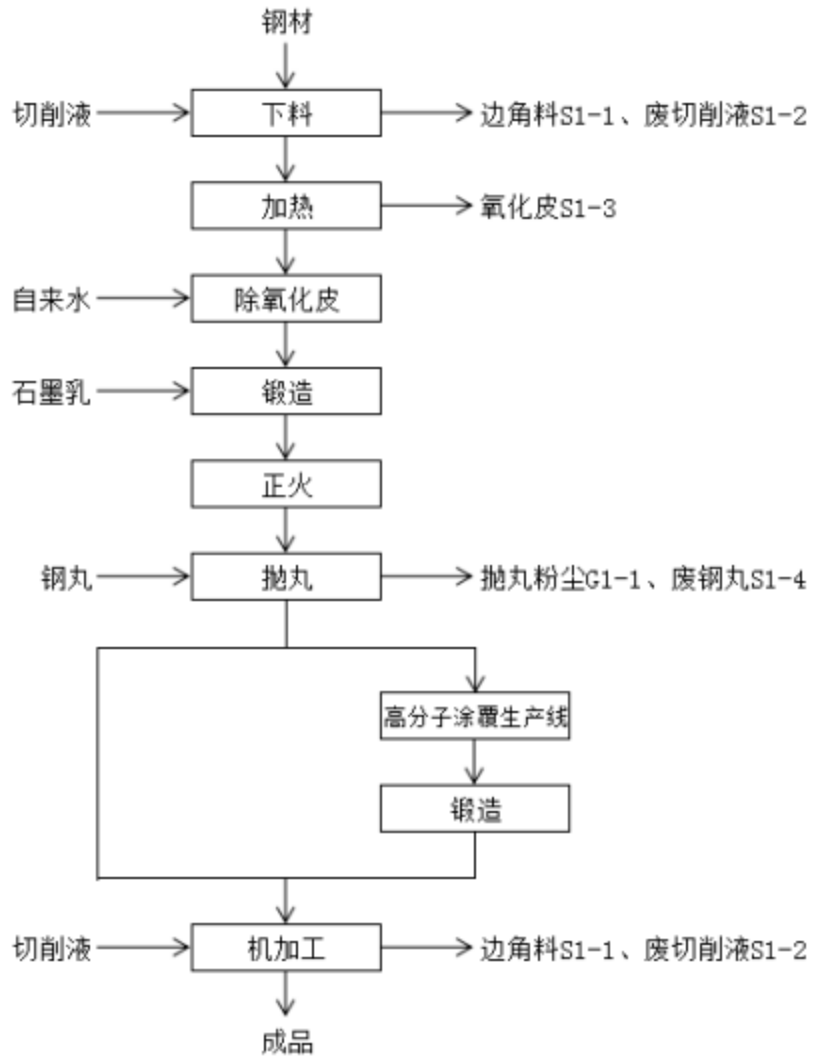 钢材
切削液
下料
边角料S1-1、废切削液S1-2
加热
氧化皮S1-3
自来水
除氧化皮
石墨乳
锻造
正火
钢丸
抛丸
抛丸粉尘G1-1、废钢丸S1-4
高分子涂覆生产线
锻造
切削液
机加工
边角料S1-1、废切削液S1-2
成品